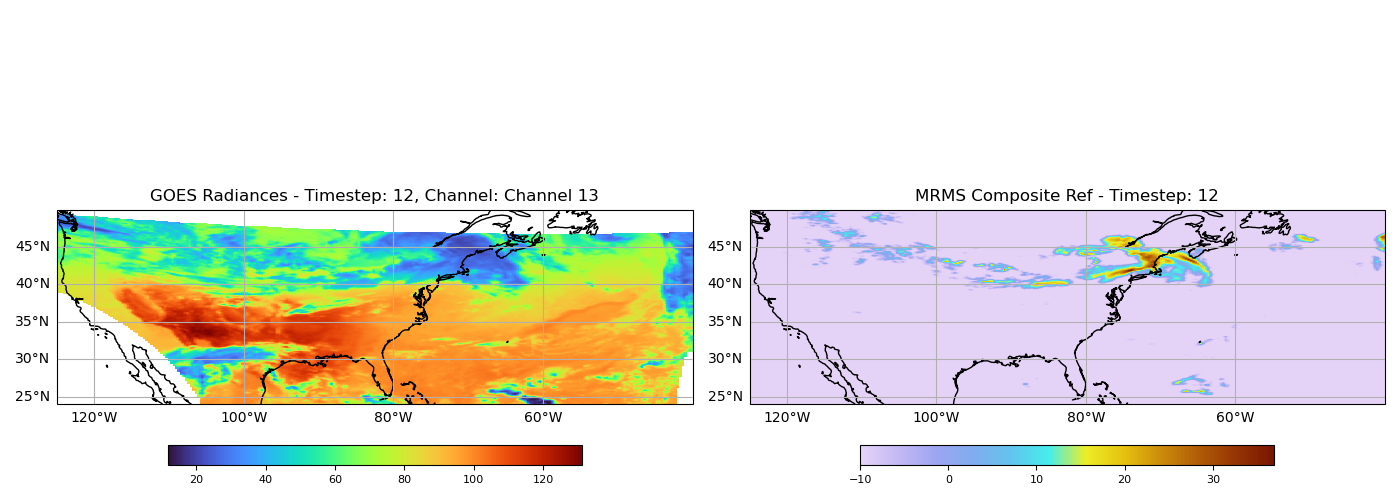 GOES Radiances - Timestep: 12, Channel: Channel 13
45°N
40°N
35°N
30°N
25°N
120°W 100°W 80°W 60°W
20 40 60 80 100 120
MRMS Composite Ref - Timestep: 12
45°N
40°N
35°N
30°N
25°N
120°W 100°W 80°W 60°W
−10 0 10 20 30